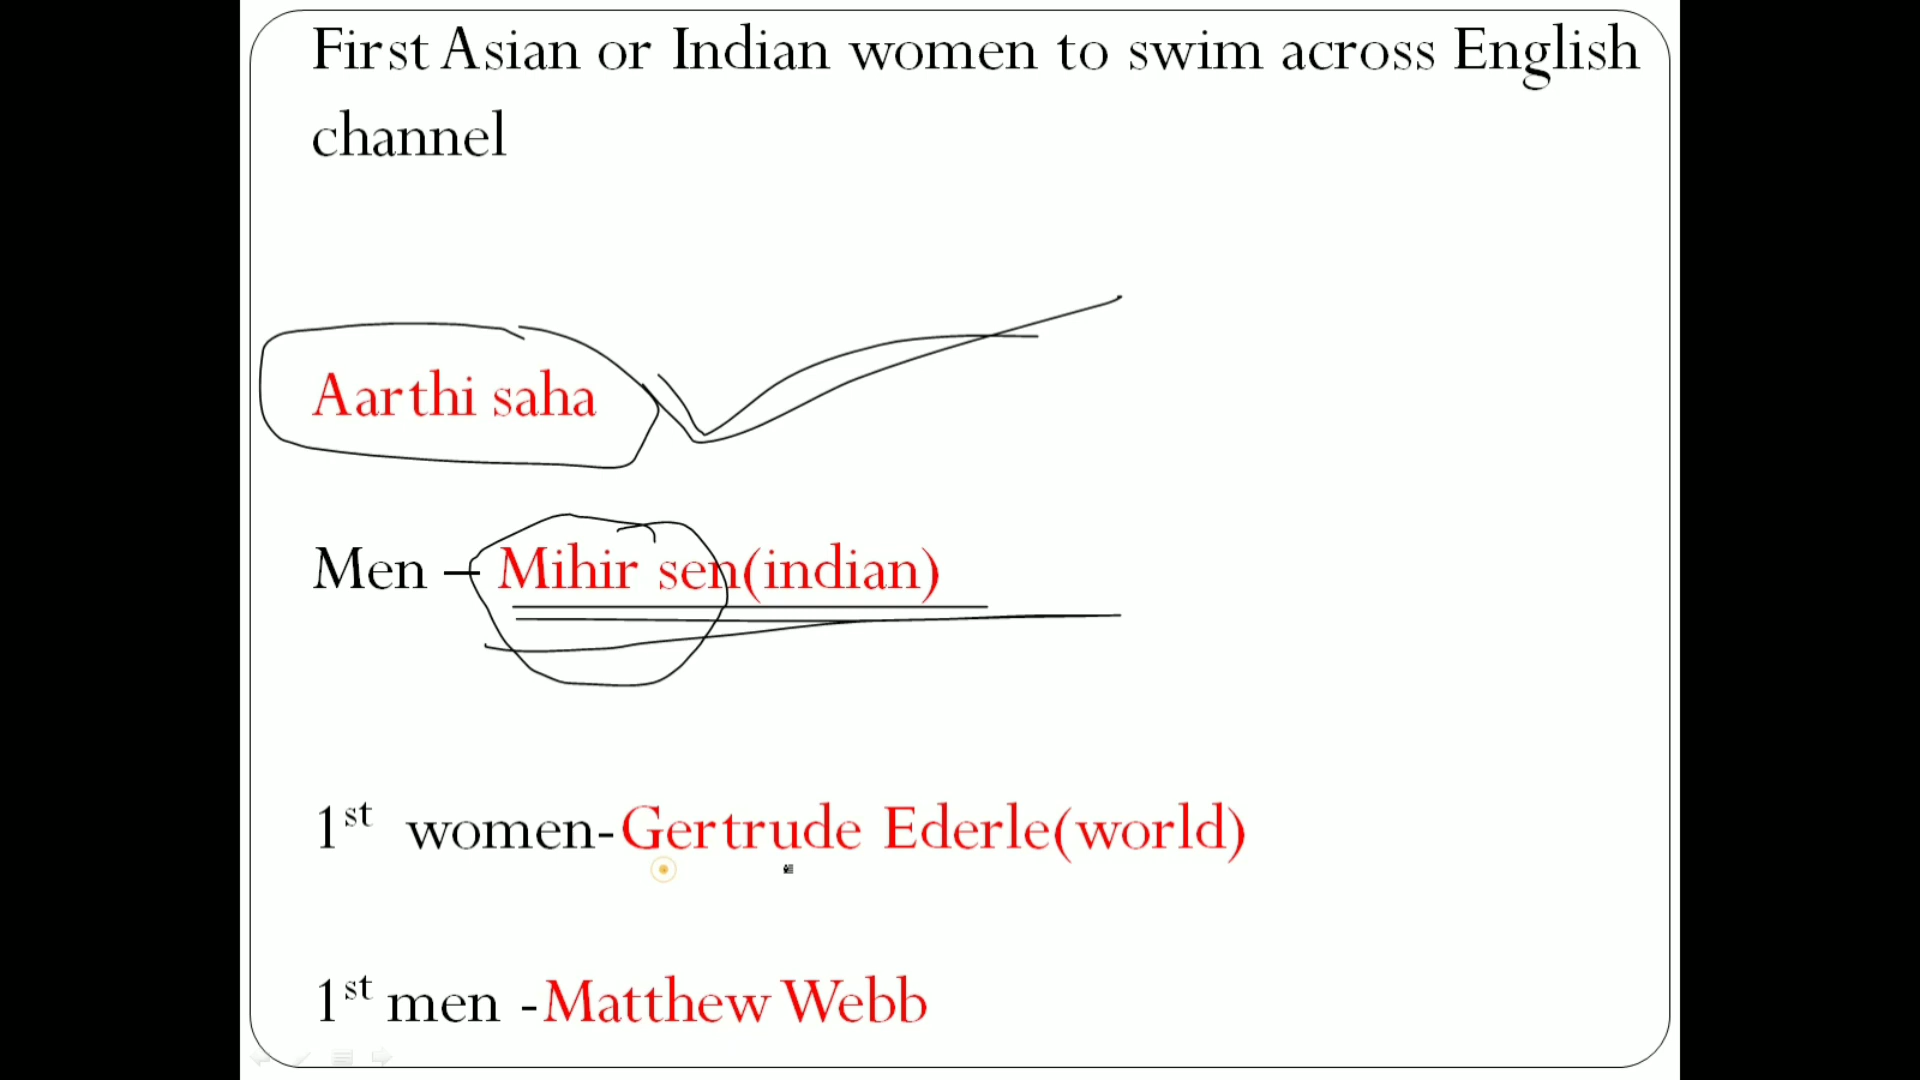 First Asian or Indian women to swim across English
channel
Aarthi saha
Men – Mihir sen(indian)
1st women-Gertrude Ederle(world)
1st men -Matthew Webb